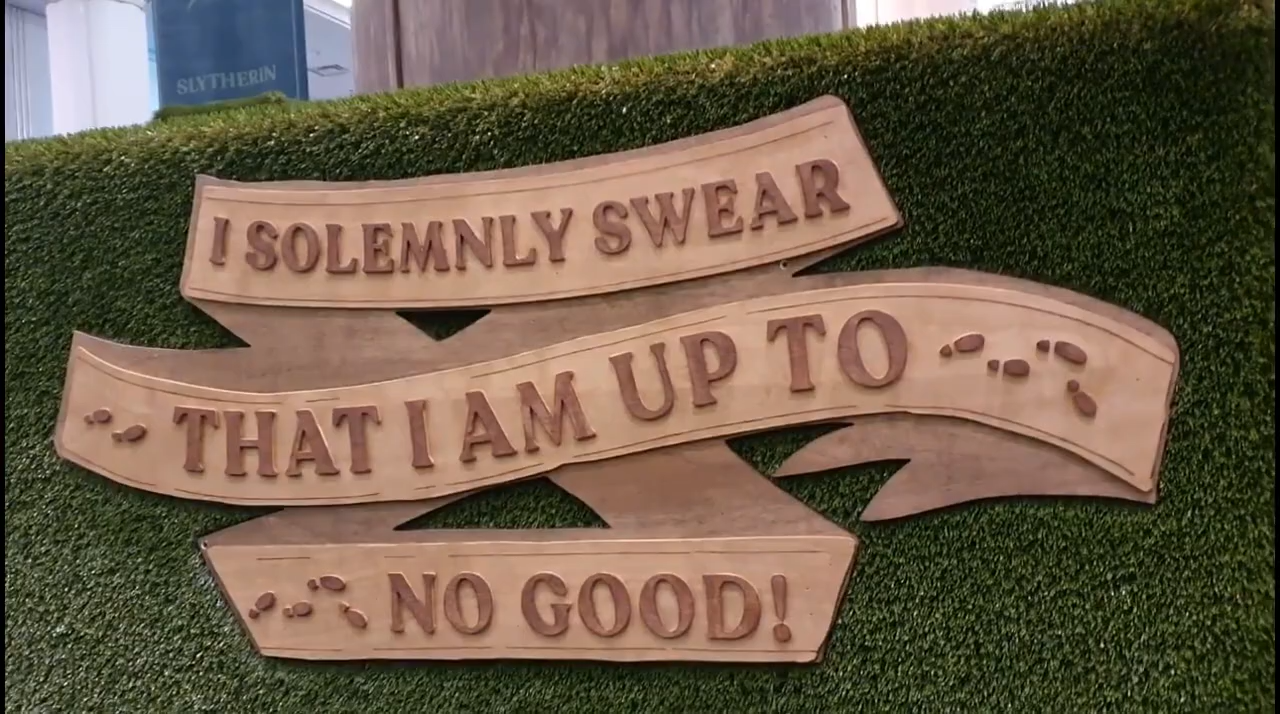 SLYTHERIN
I SOLEMNLY SWEAR
THAT I AM UP TO
NO GOOD!